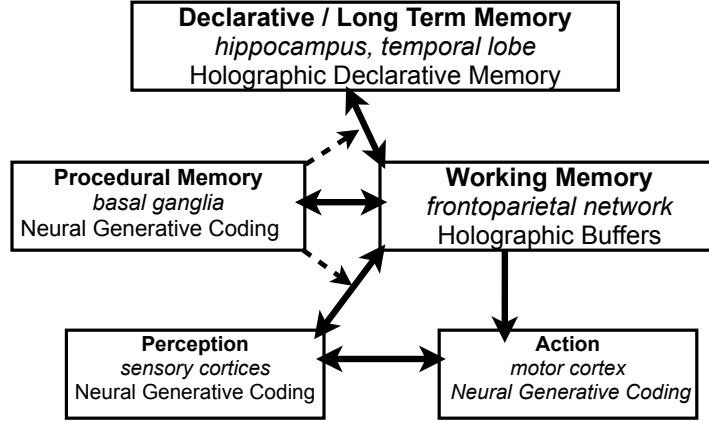 Declarative / Long Term Memory
hippocampus, temporal lobe
Holographic Declarative Memory
Procedural Memory
basal ganglia
Neural Generative Coding
Working Memory
frontoparietal network
Holographic Buffers
Perception
sensory cortices
Neural Generative Coding
Action
motor cortex
Neural Generative Coding